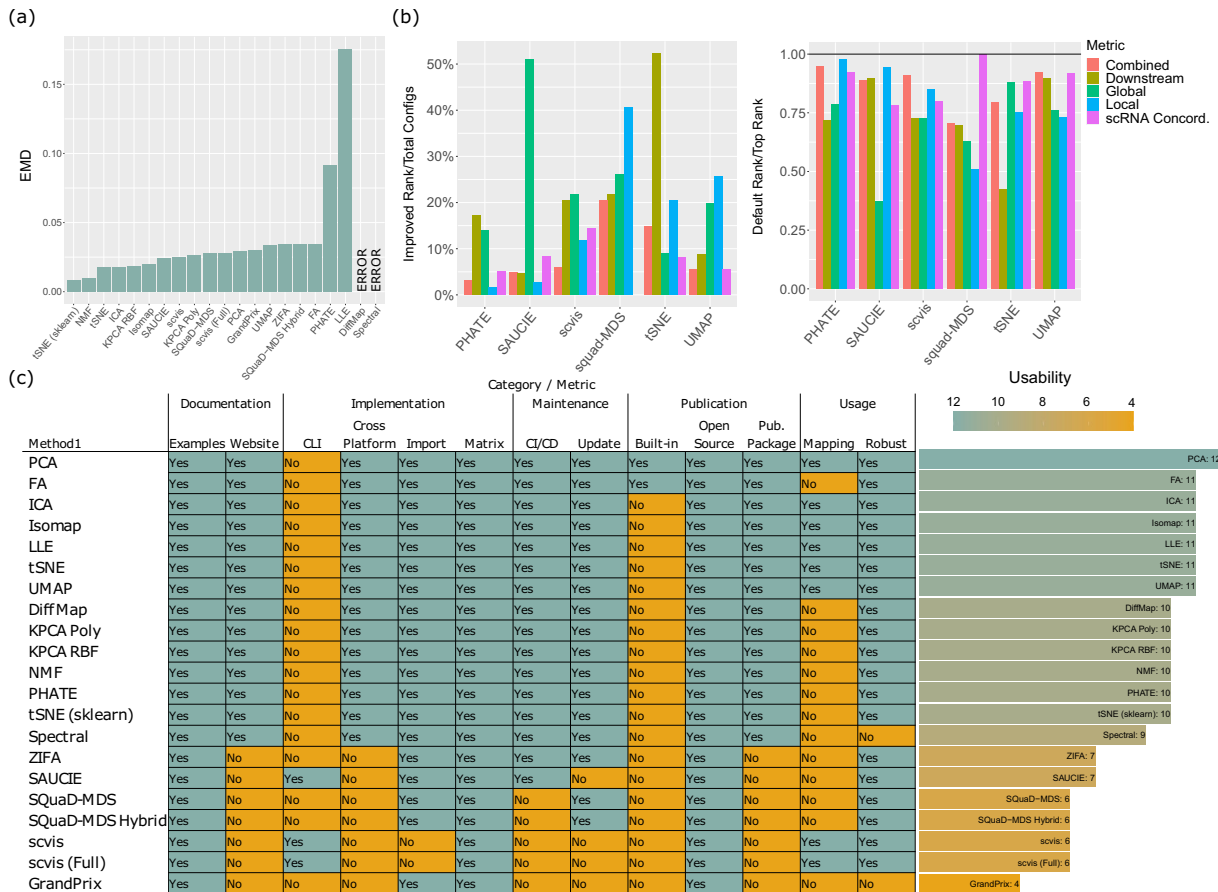 (a)
EMD
0.15
0.10
0.05
0.00
ERROR
ERROR
tSNE (sklearn)
NMF
tSNE
ICA
KPCA RBF
Isomap
SAUCIE
scvis
KPCA Poly
SQuaD-MDS
scvis (Full)
PCA
GrandPrix
UMAP
ZIFA
SQuaD-MDS Hybrid
FA
PHATE
LLE
DiffMap
Spectral
(b)
Improved Rank/Total Configs
50%
40%
30%
20%
10%
0%
PHATE
SAUCIE
scvis
squad-MDS
tSNE
UMAP
Default Rank/Top Rank
1.00
0.75
0.50
0.25
0.00
PHATE
SAUCIE
scvis
squad-MDS
tSNE
UMAP
Metric
Combined
Downstream
Global
Local
scRNA Concord.
(c)
Category / Metric
Documentation Implementation Maintenance Publication Usage
Method1 Examples Website CLI Cross Platform Import Matrix CI/CD Update Built-in Open Source Pub. Package Mapping Robust
PCA Yes Yes No Yes Yes Yes Yes Yes Yes Yes Yes Yes Yes
FA Yes Yes No Yes Yes Yes Yes Yes Yes Yes Yes No Yes
ICA Yes Yes No Yes Yes Yes Yes Yes No Yes Yes Yes Yes
Isomap Yes Yes No Yes Yes Yes Yes Yes No Yes Yes Yes Yes
LLE Yes Yes No Yes Yes Yes Yes Yes No Yes Yes Yes Yes
tSNE Yes Yes No Yes Yes Yes Yes Yes No Yes Yes Yes Yes
UMAP Yes Yes No Yes Yes Yes Yes Yes No Yes Yes Yes Yes
DiffMap Yes Yes No Yes Yes Yes Yes Yes No Yes Yes No Yes
KPCA Poly Yes Yes No Yes Yes Yes Yes Yes No Yes Yes No Yes
KPCA RBF Yes Yes No Yes Yes Yes Yes Yes No Yes Yes No Yes
NMF Yes Yes No Yes Yes Yes Yes Yes No Yes Yes No Yes
PHATE Yes Yes No Yes Yes Yes Yes Yes No Yes Yes No Yes
tSNE (sklearn) Yes Yes No Yes Yes Yes Yes Yes No Yes Yes No Yes
Spectral Yes Yes No Yes Yes Yes Yes Yes No Yes Yes No No
ZIFA Yes No No No Yes Yes Yes Yes No Yes No No Yes
SAUCIE Yes No Yes No Yes Yes Yes No No Yes No No Yes
SQuaD-MDS Yes No No No Yes Yes No Yes No Yes No No Yes
SQuaD-MDS Hybrid Yes No No No Yes Yes No Yes No Yes No No Yes
scvis Yes No Yes No No Yes No No No Yes No Yes Yes
scvis (Full) Yes No Yes No No Yes No No No Yes No Yes Yes
GrandPrix Yes No No No Yes Yes No No No Yes No No No
Usability
12 10 8 6 4
PCA: 12
FA: 11
ICA: 11
Isomap: 11
LLE: 11
tSNE: 11
UMAP: 11
DiffMap: 10
KPCA Poly: 10
KPCA RBF: 10
NMF: 10
PHATE: 10
tSNE (sklearn): 10
Spectral: 9
ZIFA: 7
SAUCIE: 7
SQuaD−MDS: 6
SQuaD−MDS Hybrid: 6
scvis: 6
scvis (Full): 6
GrandPrix: 4